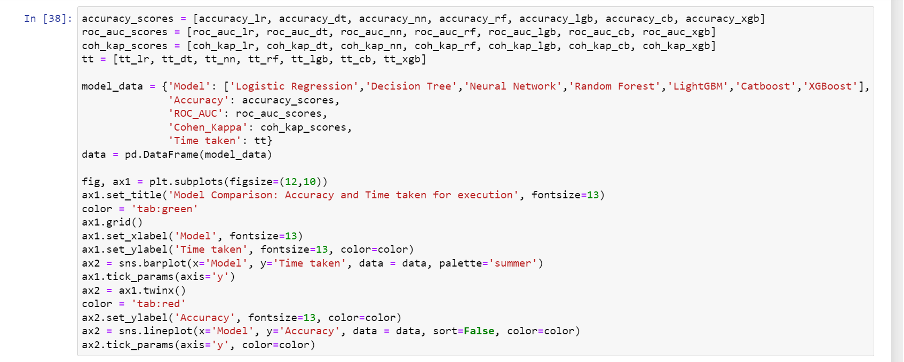 In [38]: accuracy_scores = [accuracy_lr, accuracy_dt, accuracy_nn, accuracy_rf, accuracy_lgb, accuracy_cb, accuracy_xgb]
roc_auc_scores = [roc_auc_lr, roc_auc_dt, roc_auc_nn, roc_auc_rf, roc_auc_lgb, roc_auc_cb, roc_auc_xgb]
coh_kap_scores = [coh_kap_lr, coh_kap_dt, coh_kap_nn, coh_kap_rf, coh_kap_lgb, coh_kap_cb, coh_kap_xgb]
tt = [tt_lr, tt_dt, tt_nn, tt_rf, tt_lgb, tt_cb, tt_xgb]
model_data = {'Model': ['Logistic Regression','Decision Tree','Neural Network','Random Forest','LightGBM','Catboost','XGBoost'],
'Accuracy': accuracy_scores,
'ROC_AUC': roc_auc_scores,
'Cohen_Kappa': coh_kap_scores,
'Time taken': tt}
data = pd.DataFrame(model_data)
fig, ax1 = plt.subplots(figsize=(12,10))
ax1.set_title('Model Comparison: Accuracy and Time taken for execution', fontsize=13)
color = 'tab:green'
ax1.grid()
ax1.set_xlabel('Model', fontsize=13)
ax1.set_ylabel('Time taken', fontsize=13, color=color)
ax2 = sns.barplot(x='Model', y='Time taken', data = data, palette='summer')
ax1.tick_params(axis='y')
ax2 = ax1.twinx()
color = 'tab:red'
ax2.set_ylabel('Accuracy', fontsize=13, color=color)
ax2 = sns.lineplot(x='Model', y='Accuracy', data = data, sort=False, color=color)
ax2.tick_params(axis='y', color=color)